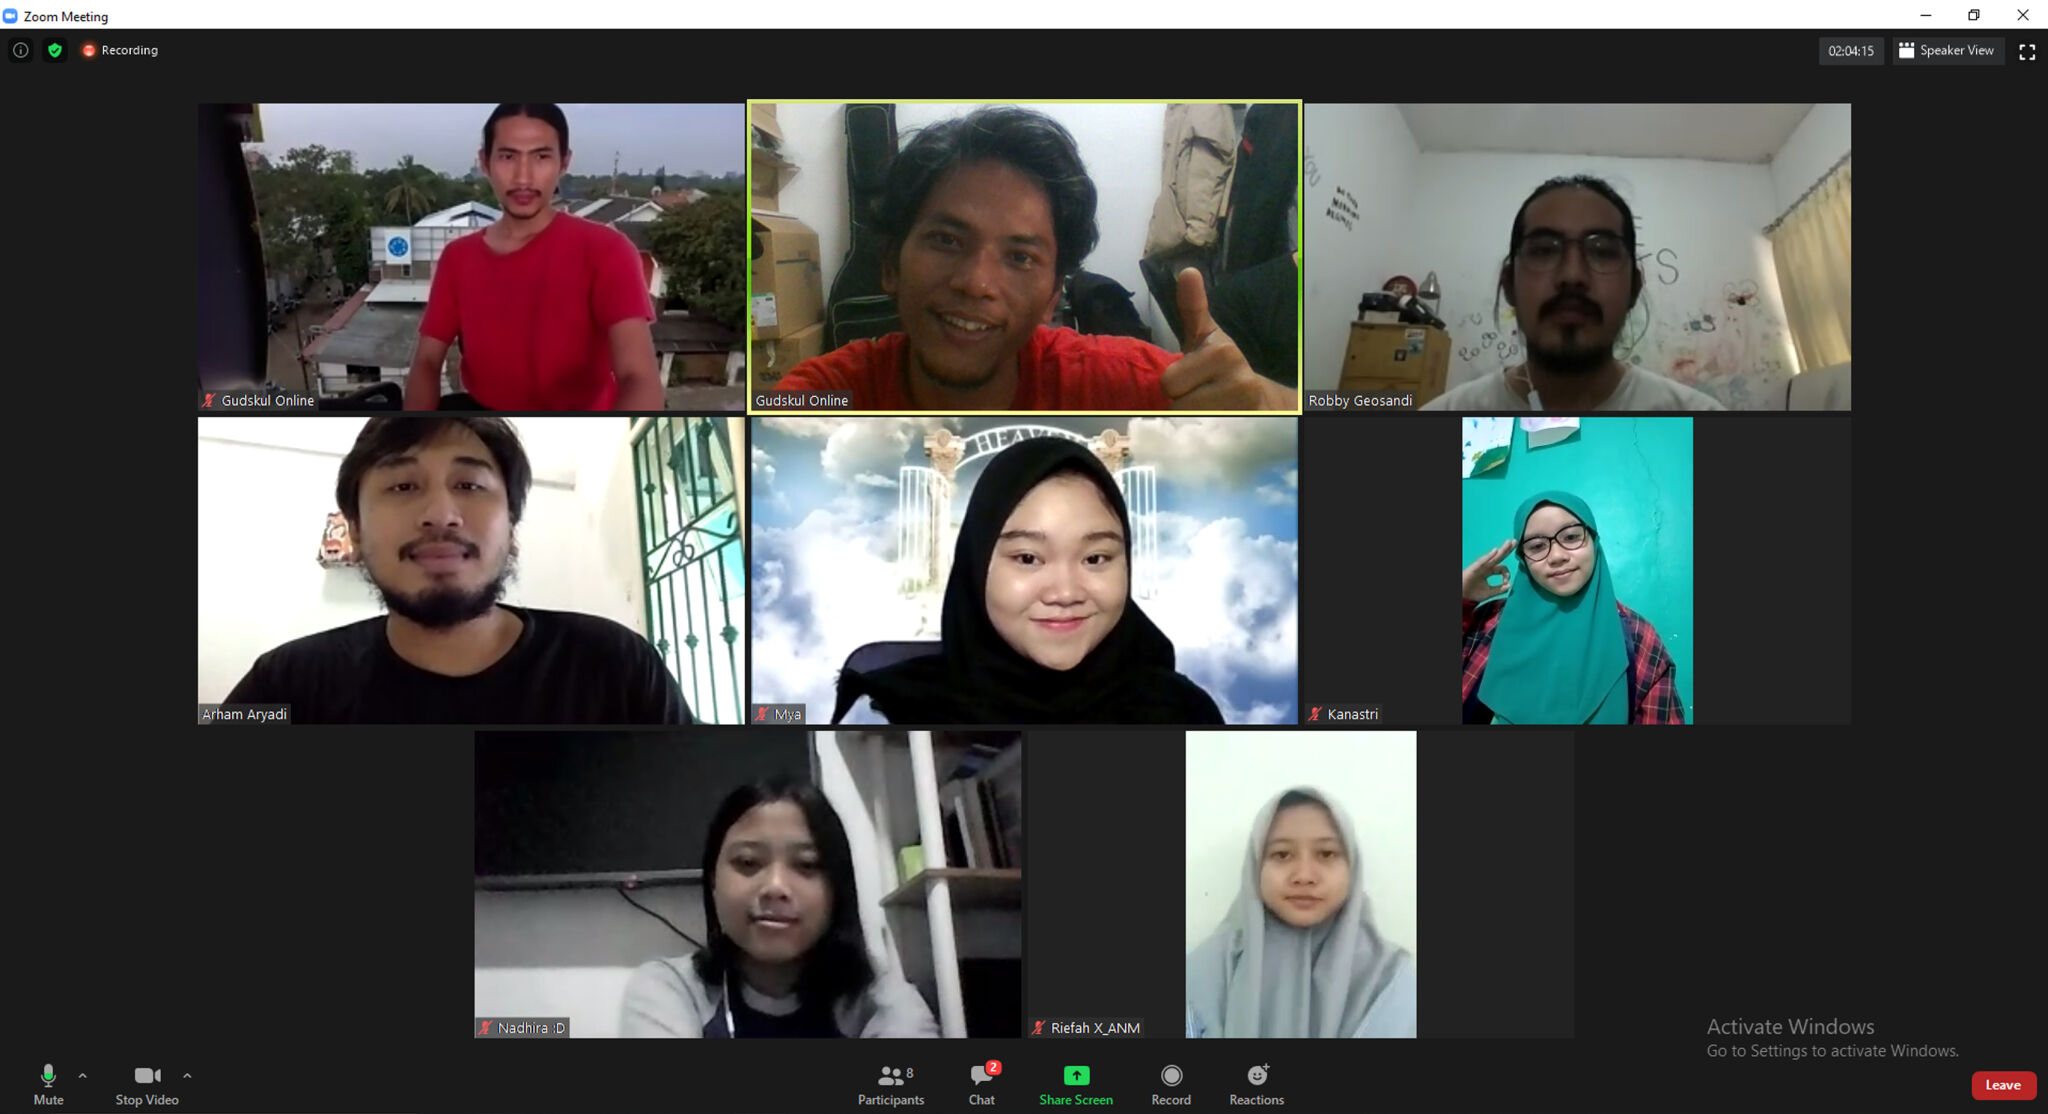 Zoom Meeting
Recording
02:04:15
Speaker View
Gudskul Online
Gudskul Online
Robby Geosandi
HEAVEN
Arham Aryadi
Mya
Kanastri
Nadhira :D
Riefah X_ANM
Activate Windows
Go to Settings to activate Windows.
Mute
Stop Video
8
Participants
2
Chat
Share Screen
Record
Reactions
Leave